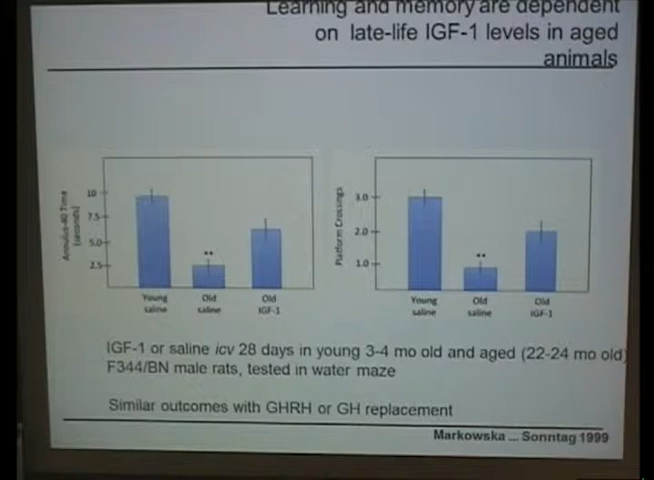 Learning and memory are dependent
on late-life IGF-1 levels in aged
animals
Annulus-40 Time
(seconds)
10
7.5
5.0
2.5
**
Young
saline
Old
saline
Old
IGF-1
Platform Crossings
3.0
2.0
1.0
**
Young
saline
Old
saline
Old
IGF-1
IGF-1 or saline icv 28 days in young 3-4 mo old and aged (22-24 mo old)
F344/BN male rats, tested in water maze
Similar outcomes with GHRH or GH replacement
Markowska ... Sonntag 1999